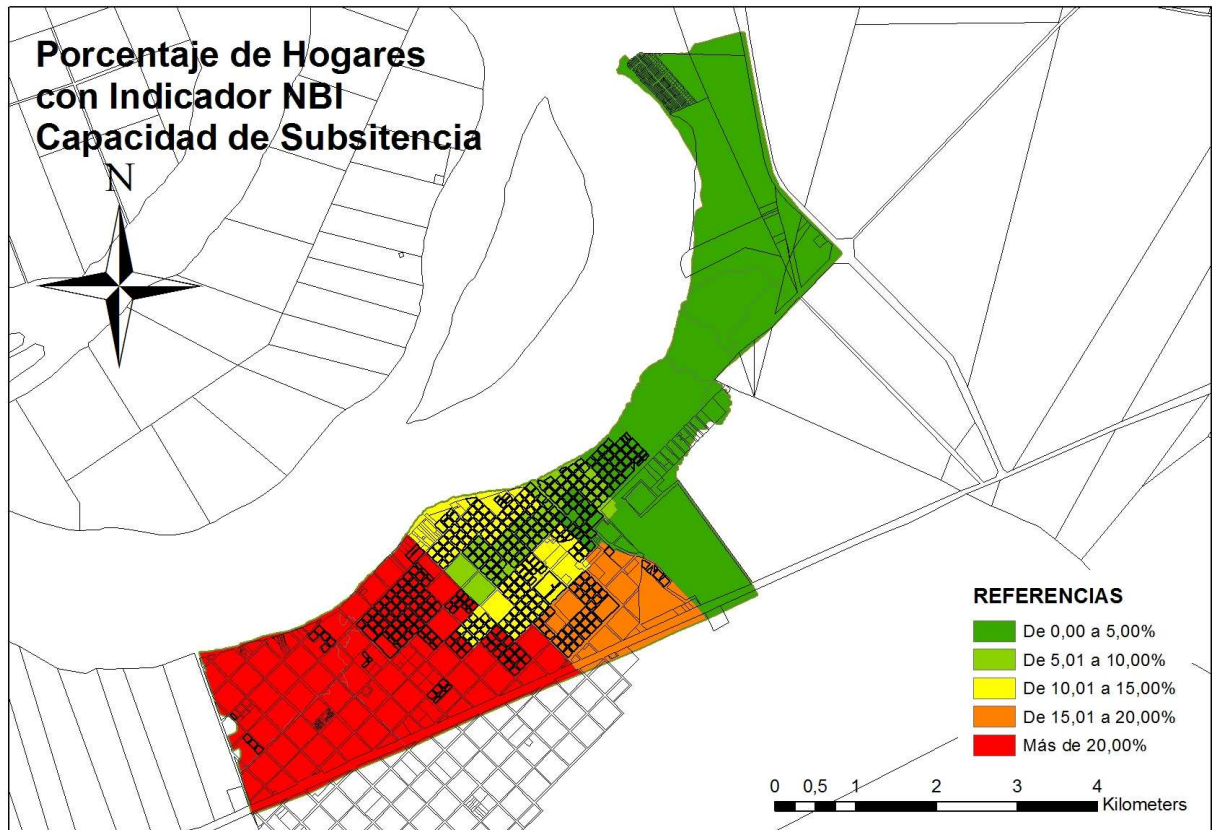 Porcentaje de Hogares
con Indicador NBI
Capacidad de Subsitencia
N
REFERENCIAS
De 0,00 a 5,00%
De 5,01 a 10,00%
De 10,01 a 15,00%
De 15,01 a 20,00%
Más de 20,00%
0 0,5 1 2 3 4
Kilometers